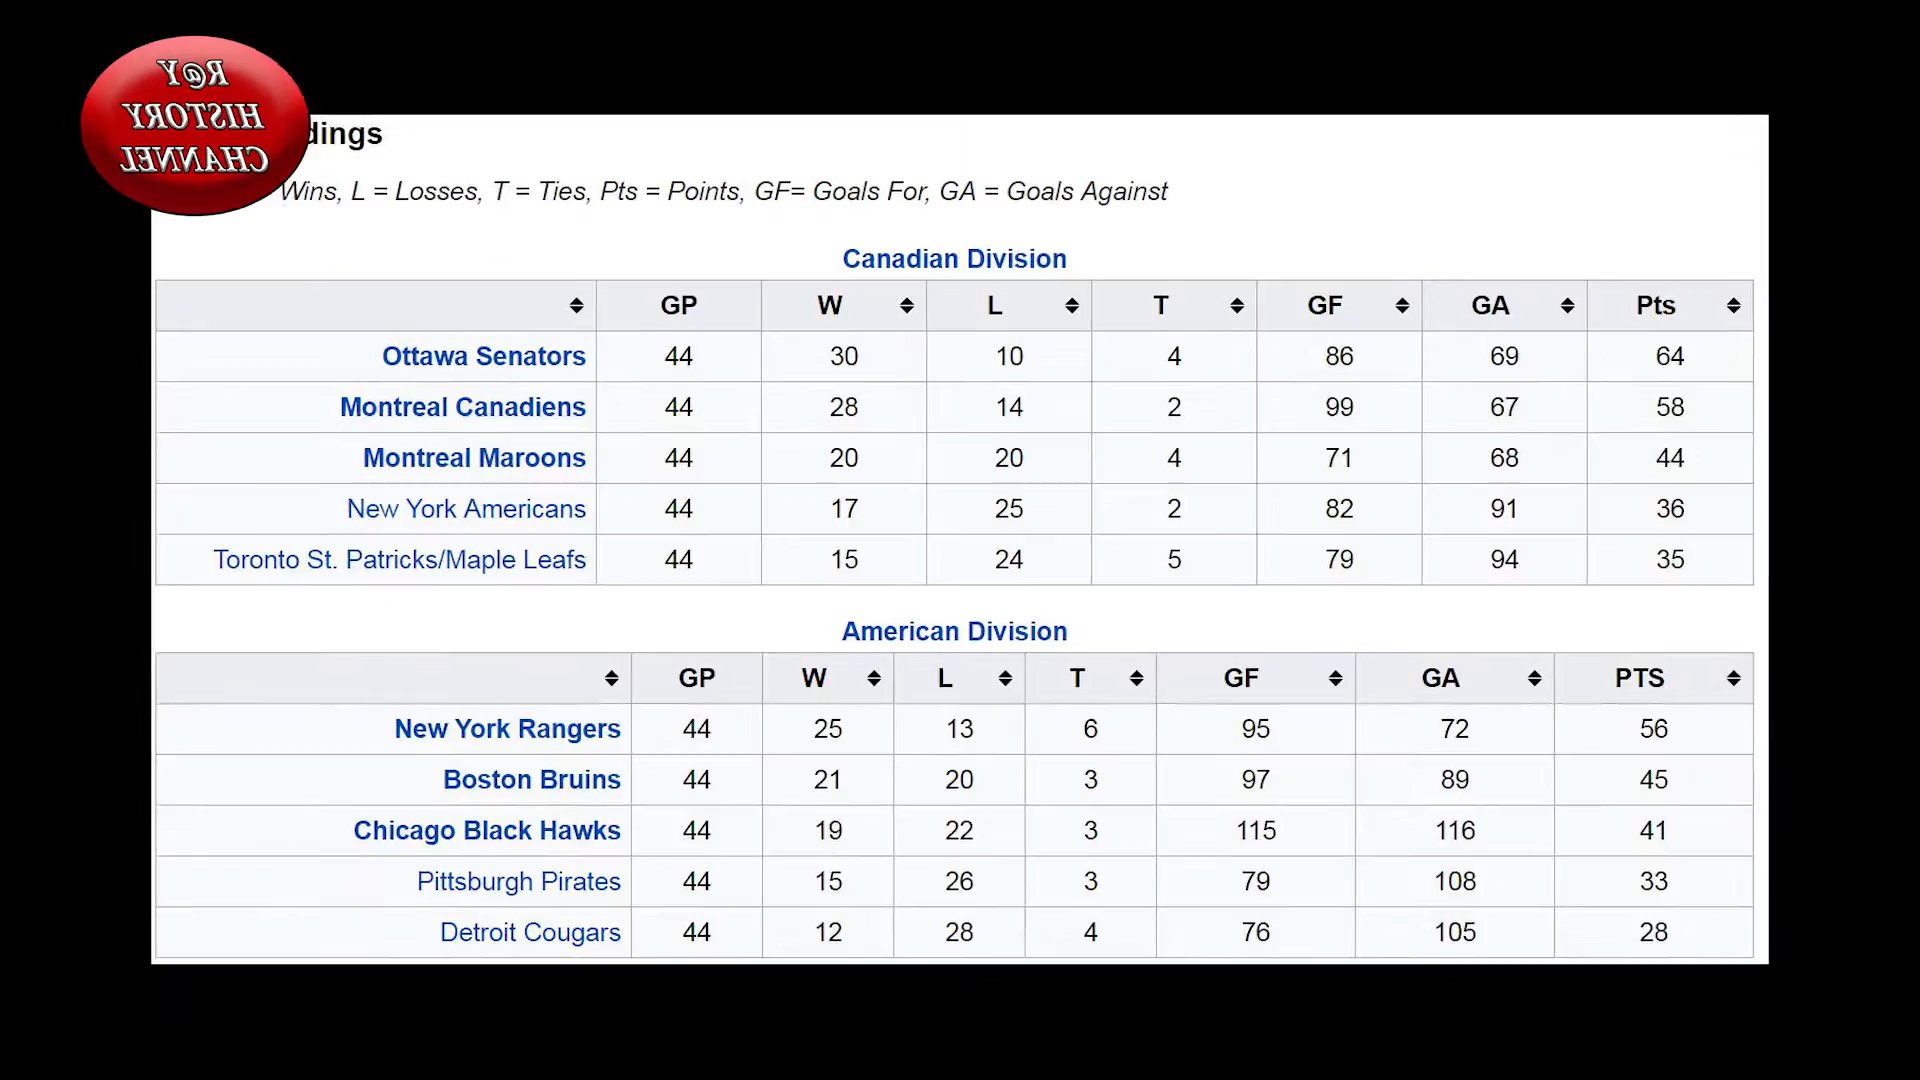 R@Y
HISTORY
CHANNEL
dings
Wins, L = Losses, T = Ties, Pts = Points, GF= Goals For, GA = Goals Against
Canadian Division
GP W L T GF GA Pts
Ottawa Senators 44 30 10 4 86 69 64
Montreal Canadiens 44 28 14 2 99 67 58
Montreal Maroons 44 20 20 4 71 68 44
New York Americans 44 17 25 2 82 91 36
Toronto St. Patricks/Maple Leafs 44 15 24 5 79 94 35
American Division
GP W L T GF GA PTS
New York Rangers 44 25 13 6 95 72 56
Boston Bruins 44 21 20 3 97 89 45
Chicago Black Hawks 44 19 22 3 115 116 41
Pittsburgh Pirates 44 15 26 3 79 108 33
Detroit Cougars 44 12 28 4 76 105 28